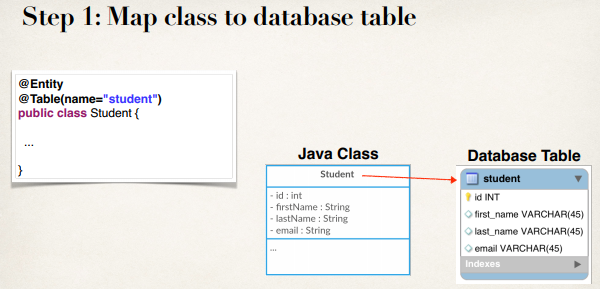 Step 1: Map class to database table
@Entity
@Table(name="student")
public class Student {
...
}
Java Class
Student
- id : int
- firstName : String
- lastName : String
- email : String
...
Database Table
student
id INT
first_name VARCHAR(45)
last_name VARCHAR(45)
email VARCHAR(45)
Indexes